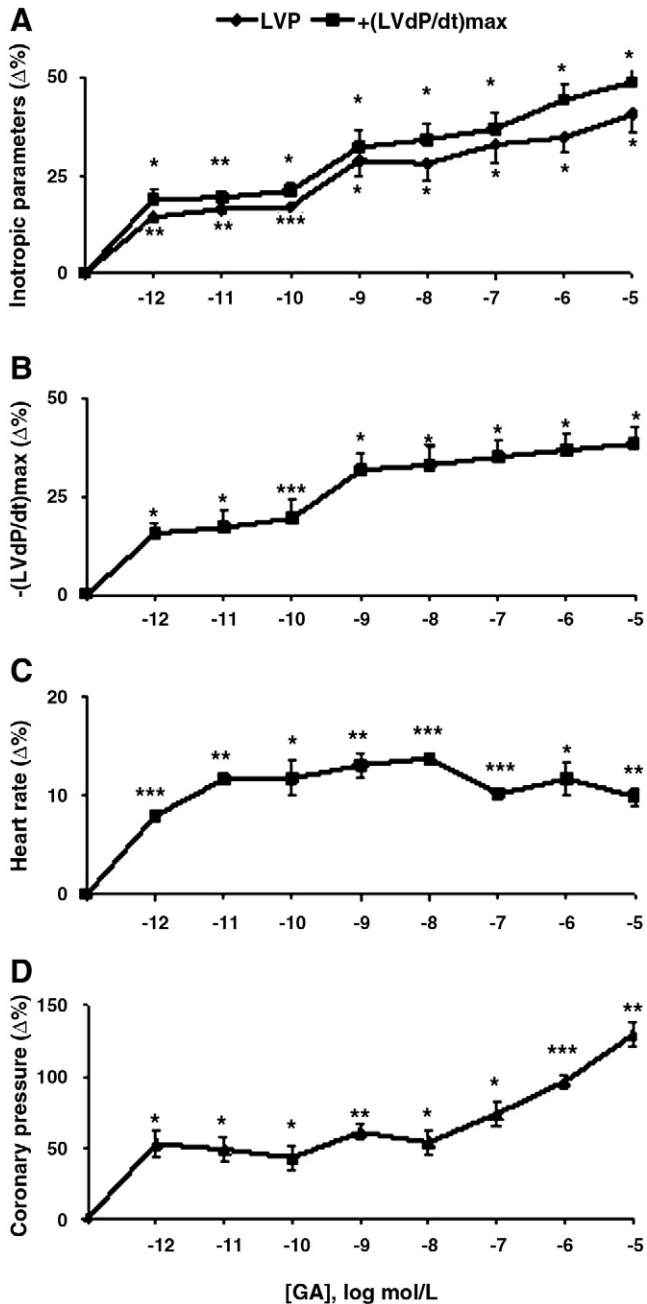 A
LVP +(LVdP/dt)max
Inotropic parameters (Δ%)
50
25
0
* ** * * * * * *
** ** *** * * * * *
-12 -11 -10 -9 -8 -7 -6 -5
B
-(LVdP/dt)max (Δ%)
50
25
0
* * *** * * * * *
-12 -11 -10 -9 -8 -7 -6 -5
C
Heart rate (Δ%)
20
10
0
*** ** * ** *** *** * **
-12 -11 -10 -9 -8 -7 -6 -5
D
Coronary pressure (Δ%)
150
100
50
0
* * * ** * * *** **
-12 -11 -10 -9 -8 -7 -6 -5
[GA], log mol/L